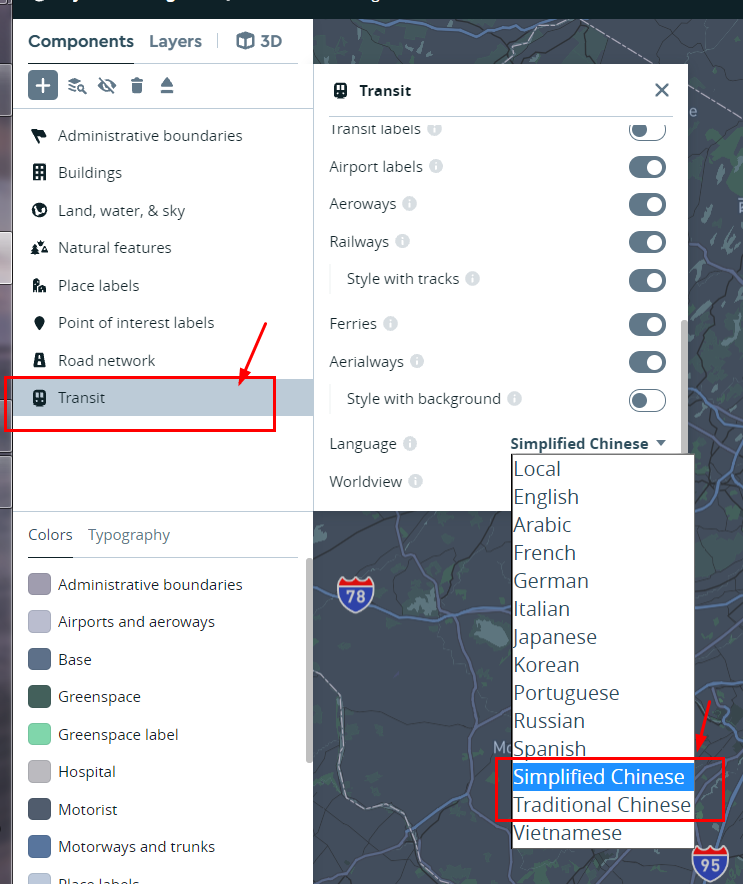 Components
Layers
3D
Administrative boundaries
Buildings
Land, water, & sky
Natural features
Place labels
Point of interest labels
Road network
Transit
Colors
Typography
Administrative boundaries
Airports and aeroways
Base
Greenspace
Greenspace label
Hospital
Motorist
Motorways and trunks
Place labels
Transit
Transit labels
Airport labels
Aeroways
Railways
Style with tracks
Ferries
Aerialways
Style with background
Language
Simplified Chinese
Worldview
Local
English
Arabic
French
German
Italian
Japanese
Korean
Portuguese
Russian
Spanish
Simplified Chinese
Traditional Chinese
Vietnamese
78
95